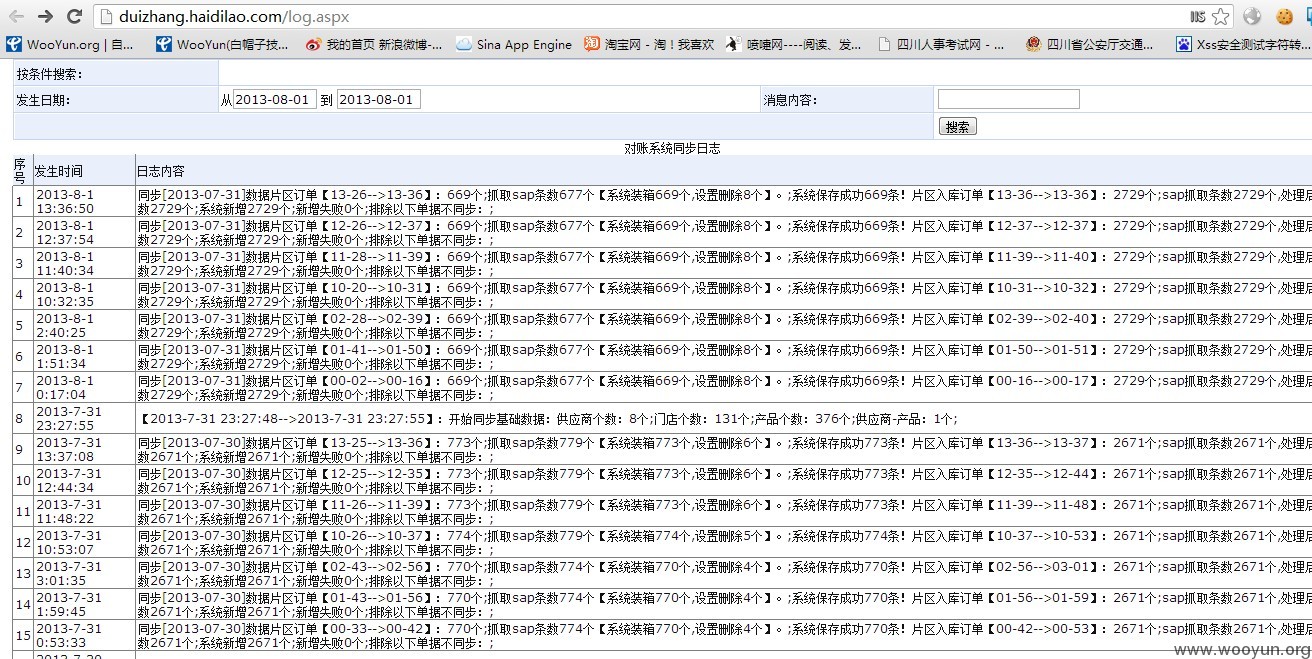 duizhang.haidilao.com/log.aspx
IIS
WooYun.org | 自... WooYun(白帽子技... 我的首页 新浪微博-... Sina App Engine 淘宝网 - 淘！我喜欢 喷嚏网----阅读、发... 四川人事考试网 - ... 四川省公安厅交通... Xss安全测试字符转...
按条件搜索：
发生日期： 从 2013-08-01 到 2013-08-01 消息内容：
搜索
对账系统同步日志
序号 发生时间 日志内容
1 2013-8-1 13:36:50 同步[2013-07-31]数据片区订单【13-26-->13-36】：669个;抓取sap条数677个【系统装箱669个,设置删除8个】。;系统保存成功669条！片区入库订单【13-36-->13-36】：2729个;sap抓取条数2729个,处理后
数2729个;系统新增2729个;新增失败0个;排除以下单据不同步：;
2 2013-8-1 12:37:54 同步[2013-07-31]数据片区订单【12-26-->12-37】：669个;抓取sap条数677个【系统装箱669个,设置删除8个】。;系统保存成功669条！片区入库订单【12-37-->12-37】：2729个;sap抓取条数2729个,处理后
数2729个;系统新增2729个;新增失败0个;排除以下单据不同步：;
3 2013-8-1 11:40:34 同步[2013-07-31]数据片区订单【11-28-->11-39】：669个;抓取sap条数677个【系统装箱669个,设置删除8个】。;系统保存成功669条！片区入库订单【11-39-->11-40】：2729个;sap抓取条数2729个,处理后
数2729个;系统新增2729个;新增失败0个;排除以下单据不同步：;
4 2013-8-1 10:32:35 同步[2013-07-31]数据片区订单【10-20-->10-31】：669个;抓取sap条数677个【系统装箱669个,设置删除8个】。;系统保存成功669条！片区入库订单【10-31-->10-32】：2729个;sap抓取条数2729个,处理后
数2729个;系统新增2729个;新增失败0个;排除以下单据不同步：;
5 2013-8-1 2:40:25 同步[2013-07-31]数据片区订单【02-28-->02-39】：669个;抓取sap条数677个【系统装箱669个,设置删除8个】。;系统保存成功669条！片区入库订单【02-39-->02-40】：2729个;sap抓取条数2729个,处理后
数2729个;系统新增2729个;新增失败0个;排除以下单据不同步：;
6 2013-8-1 1:51:34 同步[2013-07-31]数据片区订单【01-41-->01-50】：669个;抓取sap条数677个【系统装箱669个,设置删除8个】。;系统保存成功669条！片区入库订单【01-50-->01-51】：2729个;sap抓取条数2729个,处理后
数2729个;系统新增2729个;新增失败0个;排除以下单据不同步：;
7 2013-8-1 0:17:04 同步[2013-07-31]数据片区订单【00-02-->00-16】：669个;抓取sap条数677个【系统装箱669个,设置删除8个】。;系统保存成功669条！片区入库订单【00-16-->00-17】：2729个;sap抓取条数2729个,处理后
数2729个;系统新增2729个;新增失败0个;排除以下单据不同步：;
8 2013-7-31 23:27:55 【2013-7-31 23:27:48-->2013-7-31 23:27:55】：开始同步基础数据：供应商个数：8个;门店个数：131个;产品个数：376个;供应商-产品：1个;
9 2013-7-31 13:37:08 同步[2013-07-30]数据片区订单【13-25-->13-36】：773个;抓取sap条数779个【系统装箱773个,设置删除6个】。;系统保存成功773条！片区入库订单【13-36-->13-37】：2671个;sap抓取条数2671个,处理后
数2671个;系统新增2671个;新增失败0个;排除以下单据不同步：;
10 2013-7-31 12:44:34 同步[2013-07-30]数据片区订单【12-25-->12-35】：773个;抓取sap条数779个【系统装箱773个,设置删除6个】。;系统保存成功773条！片区入库订单【12-35-->12-44】：2671个;sap抓取条数2671个,处理后
数2671个;系统新增2671个;新增失败0个;排除以下单据不同步：;
11 2013-7-31 11:48:22 同步[2013-07-30]数据片区订单【11-26-->11-39】：773个;抓取sap条数779个【系统装箱773个,设置删除6个】。;系统保存成功773条！片区入库订单【11-39-->11-48】：2671个;sap抓取条数2671个,处理后
数2671个;系统新增2671个;新增失败0个;排除以下单据不同步：;
12 2013-7-31 10:53:07 同步[2013-07-30]数据片区订单【10-26-->10-37】：774个;抓取sap条数779个【系统装箱774个,设置删除5个】。;系统保存成功774条！片区入库订单【10-37-->10-53】：2671个;sap抓取条数2671个,处理后
数2671个;系统新增2671个;新增失败0个;排除以下单据不同步：;
13 2013-7-31 3:01:35 同步[2013-07-30]数据片区订单【02-43-->02-56】：770个;抓取sap条数774个【系统装箱770个,设置删除4个】。;系统保存成功770条！片区入库订单【02-56-->03-01】：2671个;sap抓取条数2671个,处理后
数2671个;系统新增2671个;新增失败0个;排除以下单据不同步：;
14 2013-7-31 1:59:45 同步[2013-07-30]数据片区订单【01-43-->01-56】：770个;抓取sap条数774个【系统装箱770个,设置删除4个】。;系统保存成功770条！片区入库订单【01-56-->01-59】：2671个;sap抓取条数2671个,处理后
数2671个;系统新增2671个;新增失败0个;排除以下单据不同步：;
15 2013-7-31 0:53:33 同步[2013-07-30]数据片区订单【00-33-->00-42】：770个;抓取sap条数774个【系统装箱770个,设置删除4个】。;系统保存成功770条！片区入库订单【00-42-->00-53】：2671个;sap抓取条数2671个,处理后
数2671个;系统新增2671个;新增失败0个;排除以下单据不同步：;
www.wooyun.org